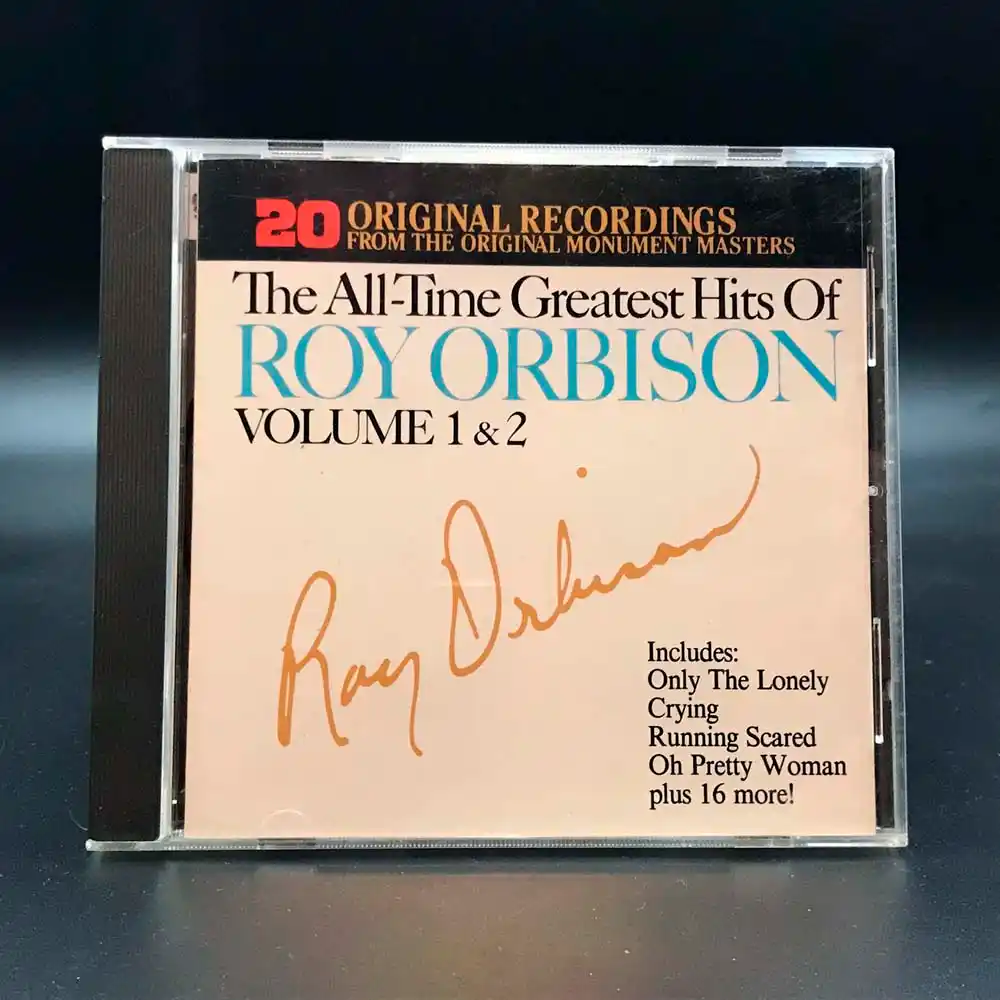 20 ORIGINAL RECORDINGS
FROM THE ORIGINAL MONUMENT MASTERS
The All-Time Greatest Hits Of
ROY ORBISON
VOLUME 1 & 2
Roy Orbison
Includes:
Only The Lonely
Crying
Running Scared
Oh Pretty Woman
plus 16 more!